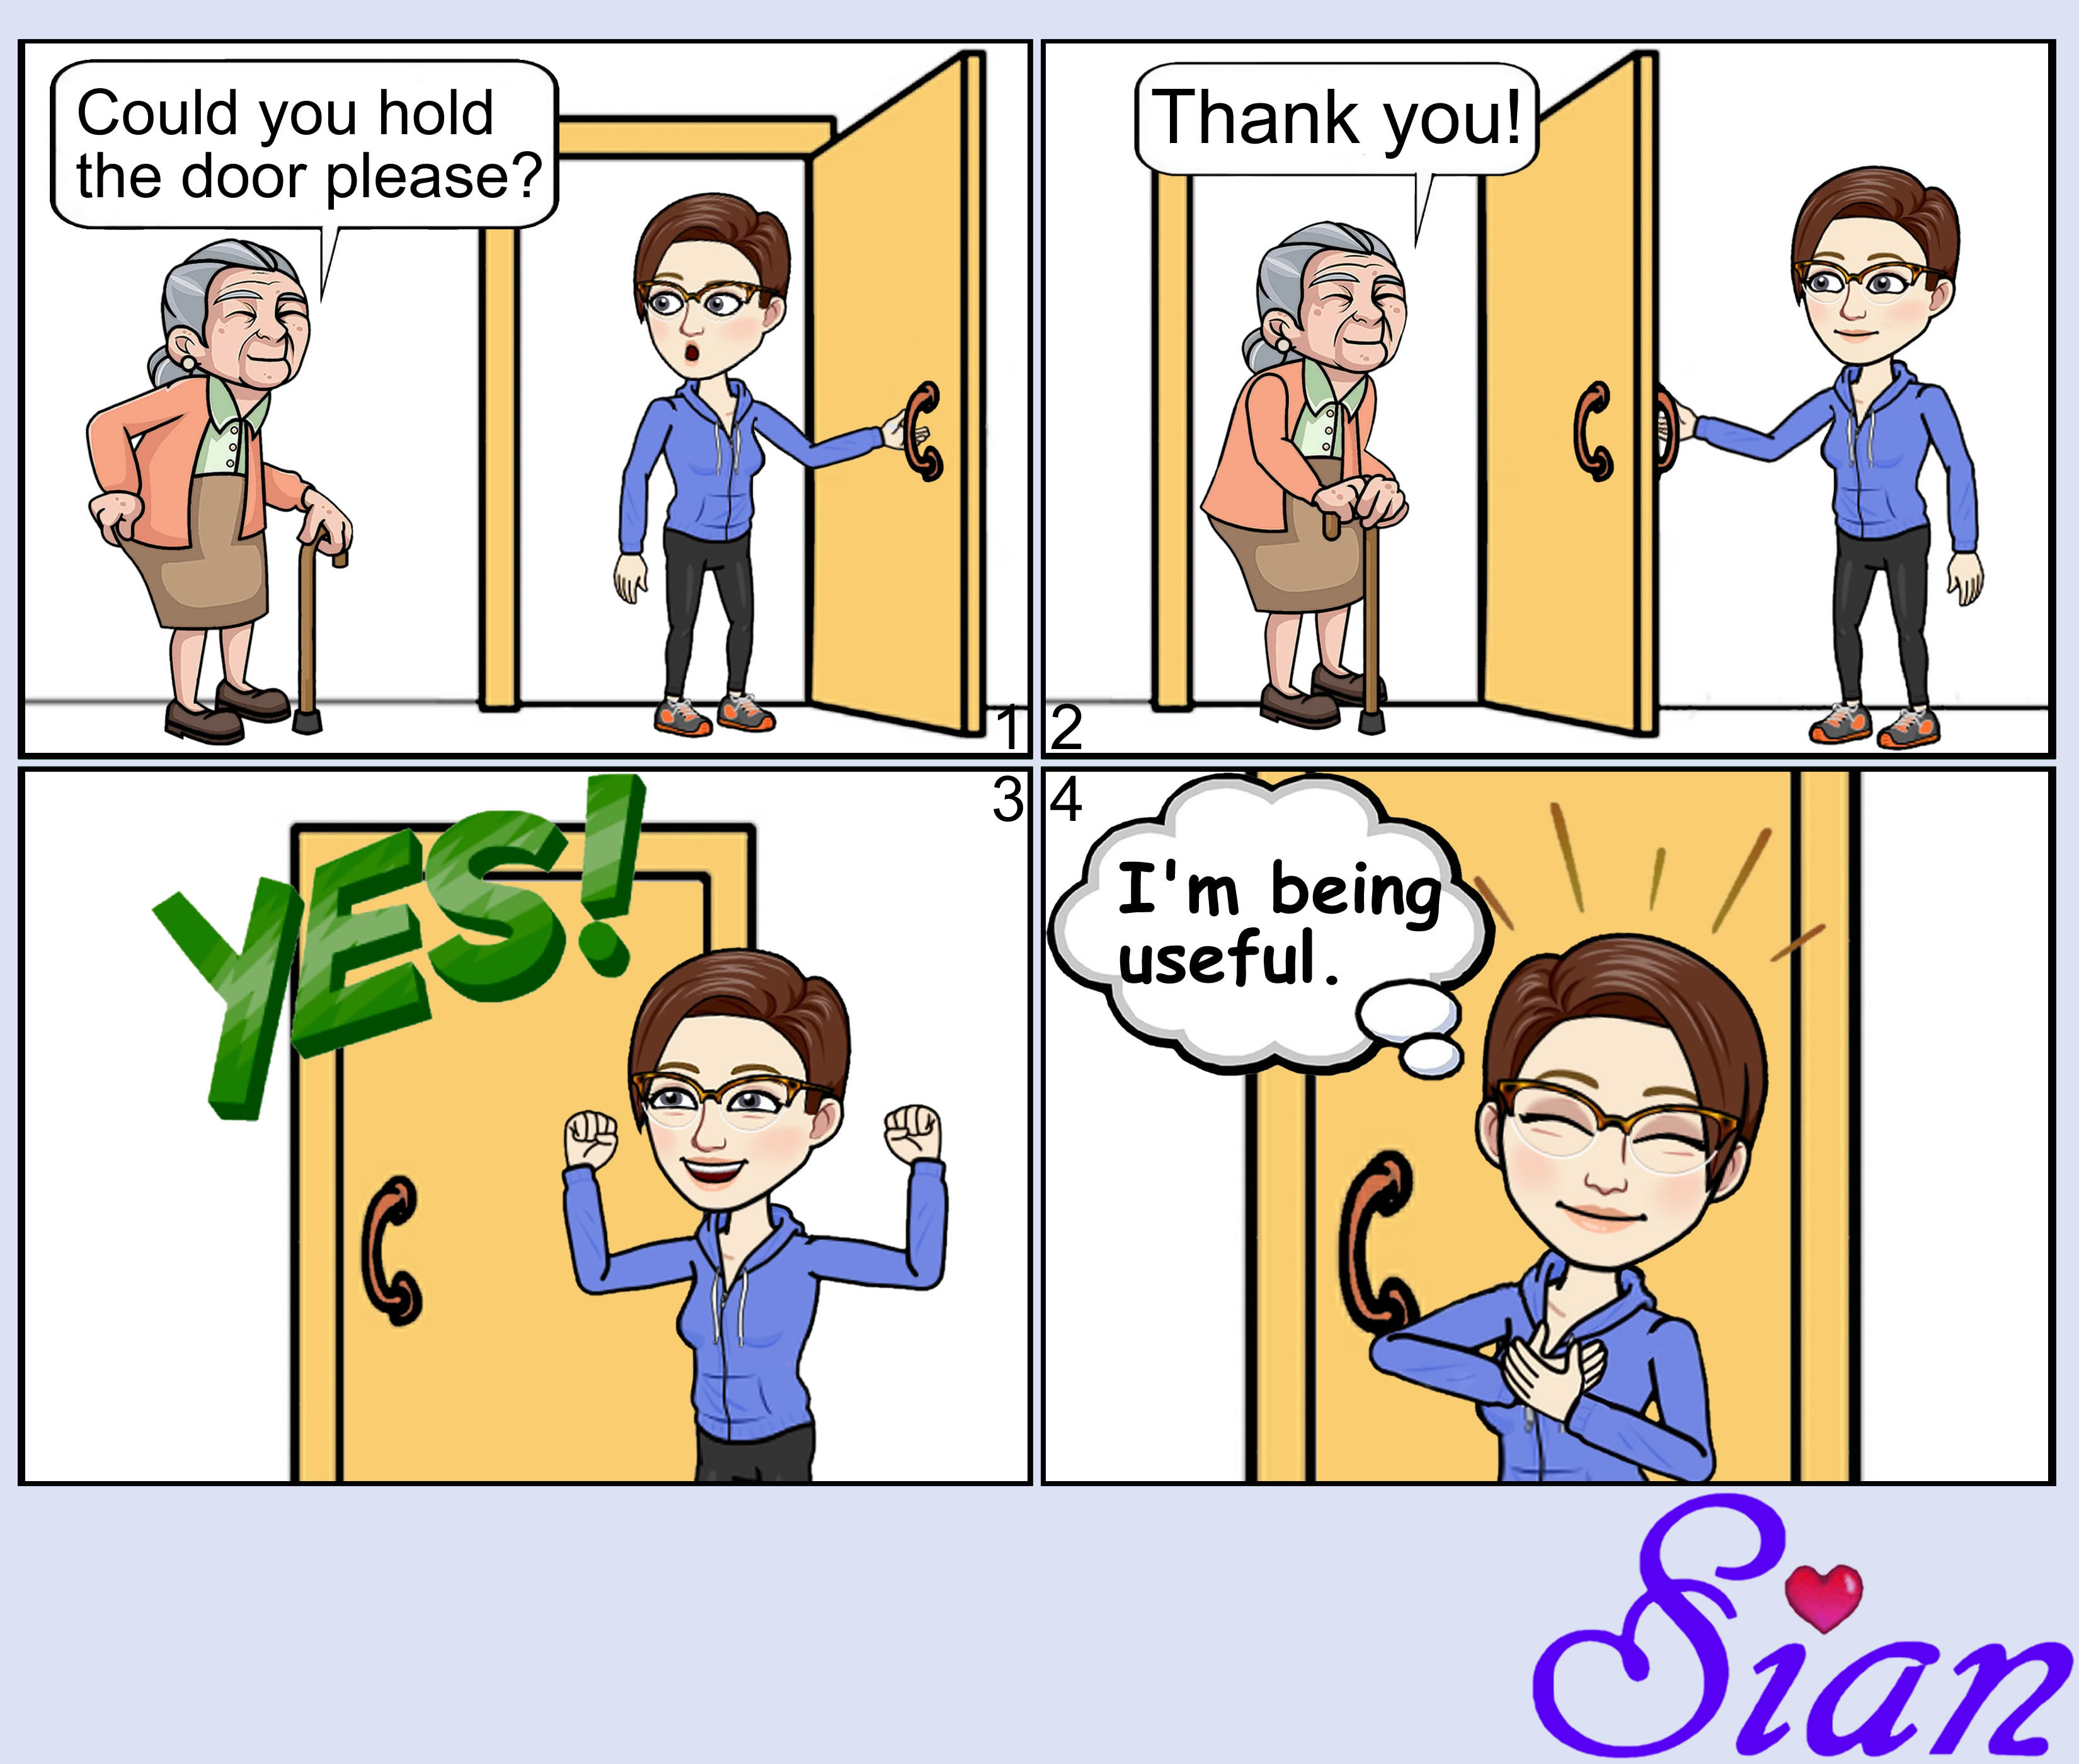 Could you hold
the door please?
1
Thank you!
2
YES!
3
4
I'm being
useful.
Sian